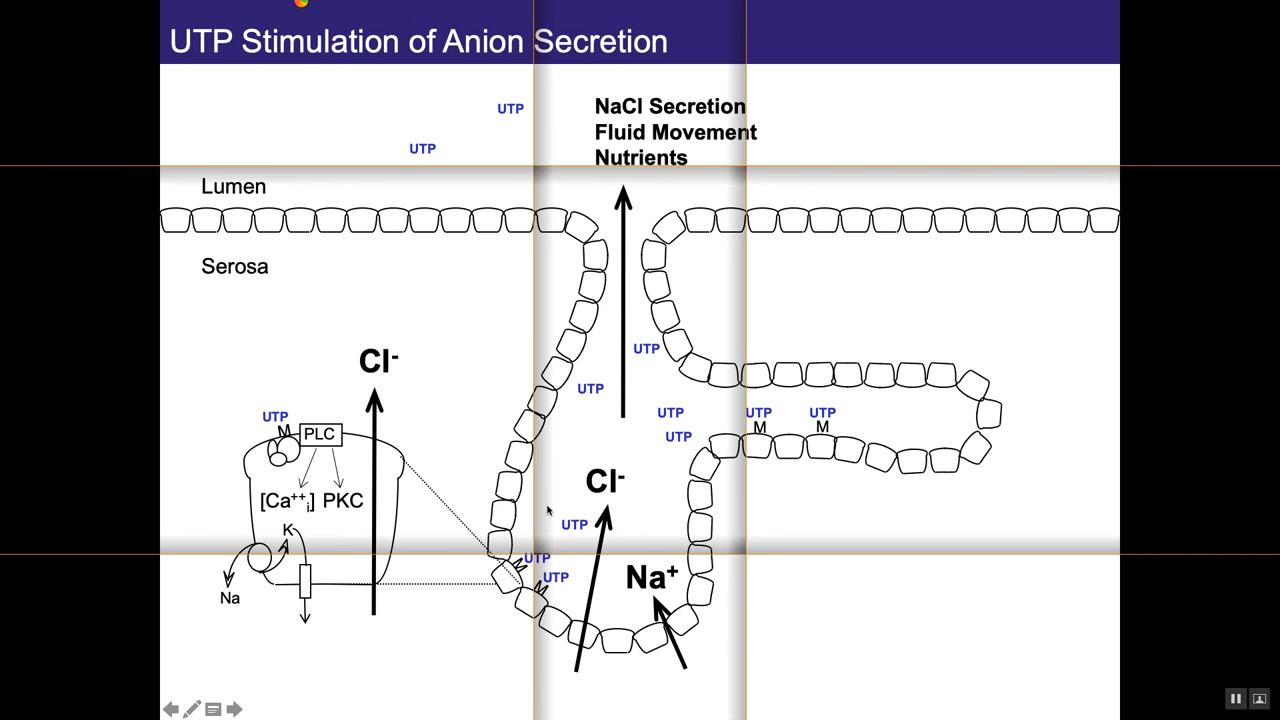 UTP Stimulation of Anion Secretion
UTP
NaCl Secretion
Fluid Movement
Nutrients
UTP
Lumen
Serosa
UTP
Cl-
UTP
UTP
UTP
UTP
UTP
M
PLC
M
M
UTP
Cl-
[Ca++i] PKC
UTP
K
UTP
M
UTP
M
Na+
Na